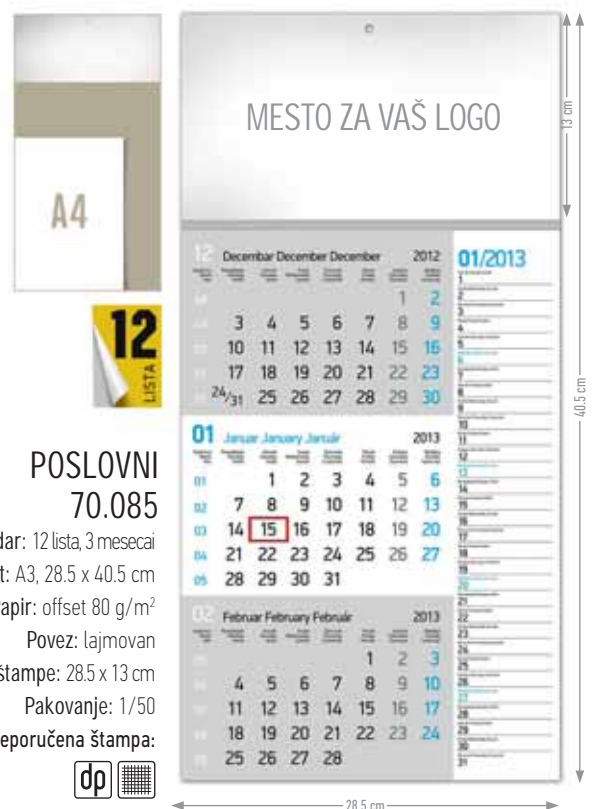 A4
12
LISTA
POSLOVNI
70.085
dar: 12 lista, 3 mesecai
t: A3, 28.5 x 40.5 cm
Papir: offset 80 g/m²
Povez: lajmovan
štampe: 28.5 x 13 cm
Pakovanje: 1/50
eporučena štampa:
dp
MESTO ZA VAŠ LOGO
13 cm
40.5 cm
28.5 cm
12 Decembar December December 2012
1 2
3 4 5 6 7 8 9
10 11 12 13 14 15 16
17 18 19 20 21 22 23
24/31 25 26 27 28 29 30
01 Januar January Január 2013
01 1 2 3 4 5 6
02 7 8 9 10 11 12 13
03 14 15 16 17 18 19 20
04 21 22 23 24 25 26 27
05 28 29 30 31
02 Februar February Február 2013
1 2 3
4 5 6 7 8 9 10
11 12 13 14 15 16 17
18 19 20 21 22 23 24
25 26 27 28
01/2013
1
2
3
4
5
6
7
8
9
10
11
12
13
14
15
16
17
18
19
20
21
22
23
24
25
26
27
28
29
30
31